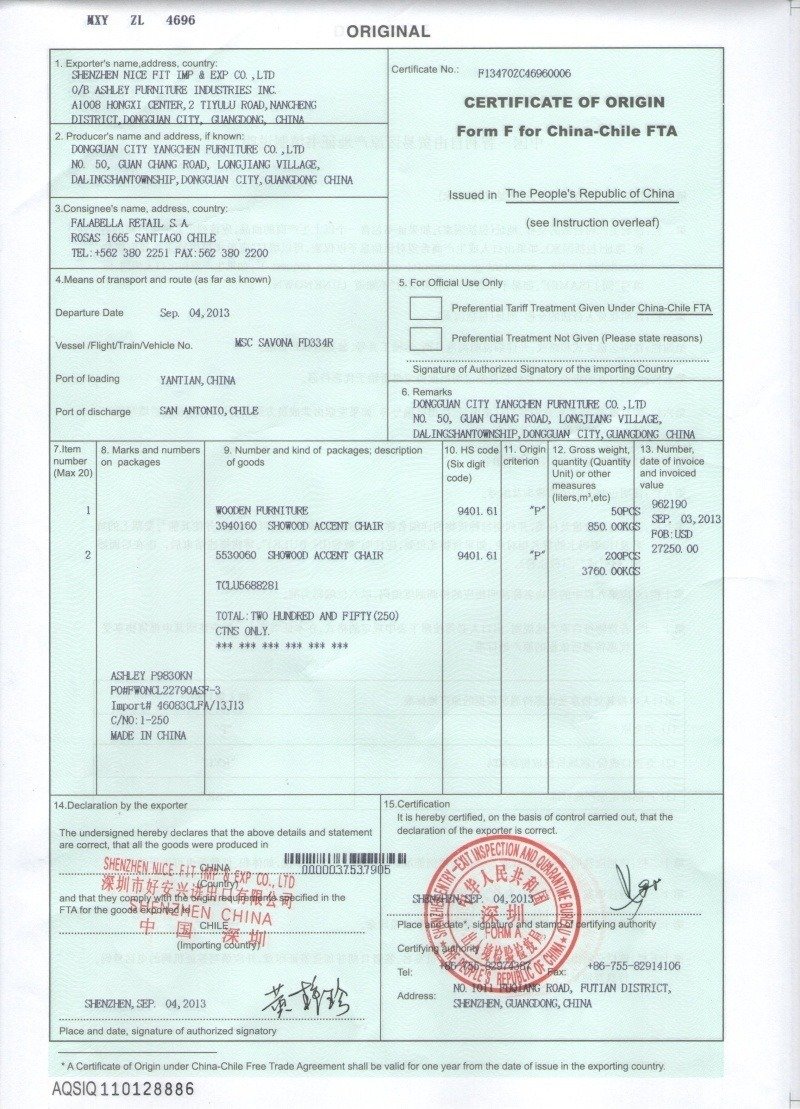 MXY ZL 4696
ORIGINAL
1. Exporter's name,address, country:
SHENZHEN NICE FIT IMP & EXP CO.,LTD
O/B ASHLEY FURNITURE INDUSTRIES INC.
A1008 HONGXI CENTER,2 TIYULU ROAD,NANCHENG
DISTRICT,DONGGUAN CITY, GUANGDONG, CHINA
Certificate No.: F13470ZC46960006
CERTIFICATE OF ORIGIN
Form F for China-Chile FTA
Issued in The People's Republic of China
(see Instruction overleaf)
2. Producer's name and address, if known:
DONGGUAN CITY YANGCHEN FURNITURE CO.,LTD
NO. 50, GUAN CHANG ROAD, LONGJIANG VILLAGE,
DALINGSHANTOWNSHIP,DONGGUAN CITY,GUANGDONG CHINA
3.Consignee's name, address, country:
FALABELLA RETAIL S.A.
ROSAS 1665 SANTIAGO CHILE
TEL:+562 380 2251 FAX:562 380 2200
4.Means of transport and route (as far as known)
Departure Date Sep. 04,2013
Vessel /Flight/Train/Vehicle No. MSC SAVONA FD334R
Port of loading YANTIAN,CHINA
Port of discharge SAN ANTONIO,CHILE
5. For Official Use Only
Preferential Tariff Treatment Given Under China-Chile FTA
Preferential Treatment Not Given (Please state reasons)
Signature of Authorized Signatory of the Importing Country
6. Remarks
DONGGUAN CITY YANGCHEN FURNITURE CO.,LTD
NO. 50, GUAN CHANG ROAD, LONGJIANG VILLAGE,
DALINGSHANTOWNSHIP,DONGGUAN CITY,GUANGDONG CHINA
7.Item number (Max 20)
8. Marks and numbers on packages
9. Number and kind of packages; description of goods
10. HS code (Six digit code)
11. Origin criterion
12. Gross weight, quantity (Quantity Unit) or other measures (liters,m³,etc)
13. Number, date of invoice and invoiced value
1 WOODEN FURNITURE 9401.61 "P" 50PCS 962190
3940160 SHOWOOD ACCENT CHAIR 850.00KGS SEP. 03,2013
FOB:USD
2 5530060 SHOWOOD ACCENT CHAIR 9401.61 "P" 200PCS 27250.00
3760.00KGS
TCLU5688281
TOTAL:TWO HUNDRED AND FIFTY(250)
CTNS ONLY.
*** *** *** *** *** *** ***
ASHLEY P9830KN
PO#FWONCL22790ASF-3
Import# 46083CLFA/13J13
C/NO:1-250
MADE IN CHINA
14.Declaration by the exporter
The undersigned hereby declares that the above details and statement
are correct, that all the goods were produced in
CHINA
0000037537905
(Country)
and that they comply with the origin requirements specified in the
FTA for the goods exported to
CHILE
(Importing country)
SHENZHEN NICE FIT IMP & EXP CO., LTD
深圳市好安兴进出口有限公司
SHENZHEN CHINA
中国 深圳
SHENZHEN,SEP. 04,2013
黄静玲
Place and date, signature of authorized signatory
15.Certification
It is hereby certified, on the basis of control carried out, that the
declaration of the exporter is correct.
SHENZHEN ENTRY-EXIT INSPECTION AND QUARANTINE BUREAU
OF THE PEOPLE'S REPUBLIC OF CHINA
中华人民共和国
深圳
FORM A
出入境检验检疫局
SHENZHEN,SEP. 04,2013
Place and date*, signature and stamp of certifying authority
Certifying authority
Tel: +86-755-82974387 Fax: +86-755-82914106
Address: NO.1011 FUQIANG ROAD, FUTIAN DISTRICT,
SHENZHEN,GUANGDONG,CHINA
* A Certificate of Origin under China-Chile Free Trade Agreement shall be valid for one year from the date of issue in the exporting country.
AQSIQ 110128886